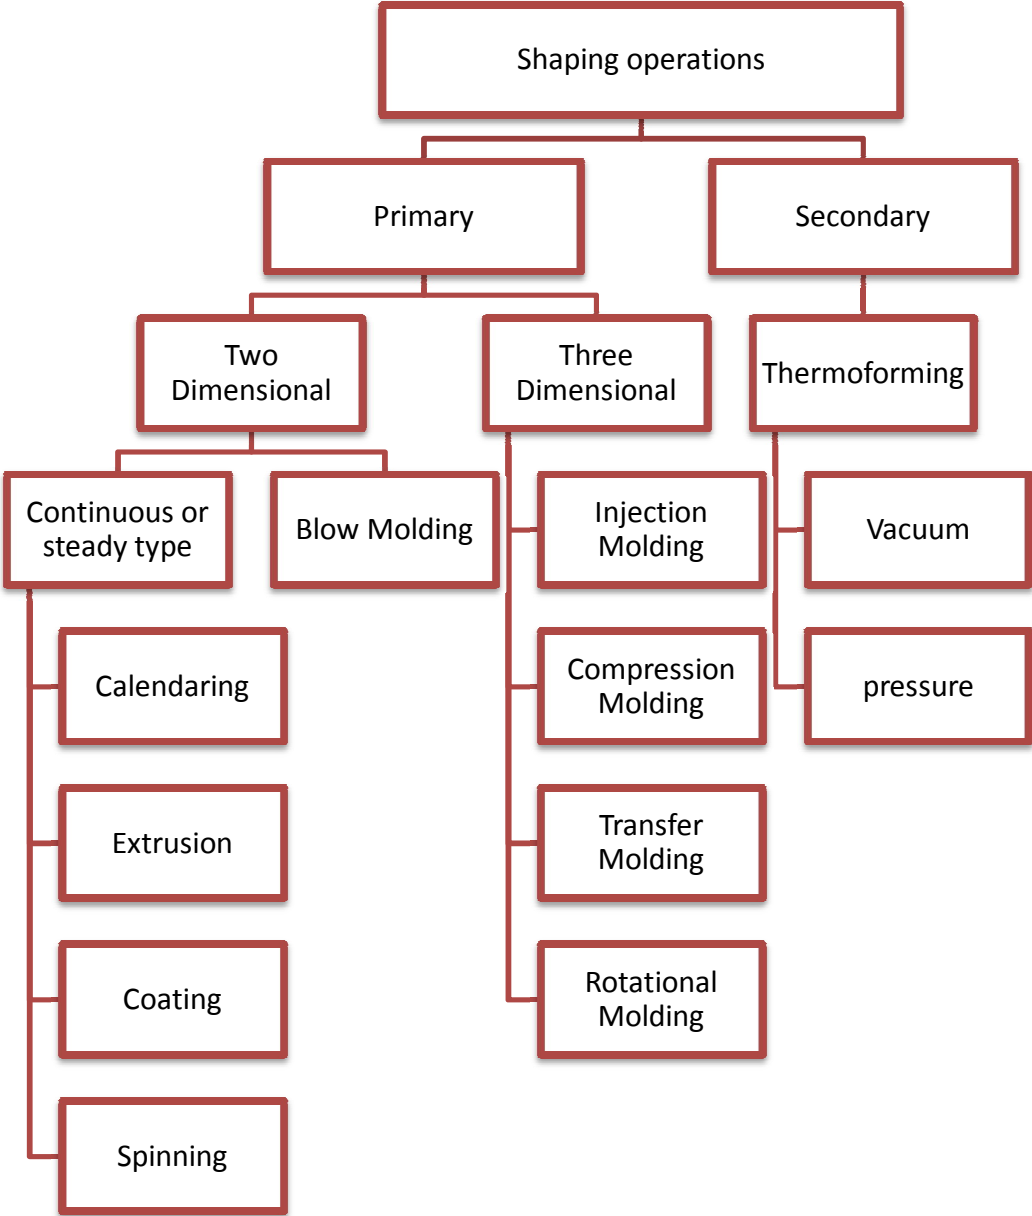 Shaping operations
Primary
Secondary
Two
Dimensional
Three
Dimensional
Thermoforming
Continuous or
steady type
Blow Molding
Injection
Molding
Vacuum
Calendaring
Compression
Molding
pressure
Extrusion
Transfer
Molding
Coating
Rotational
Molding
Spinning